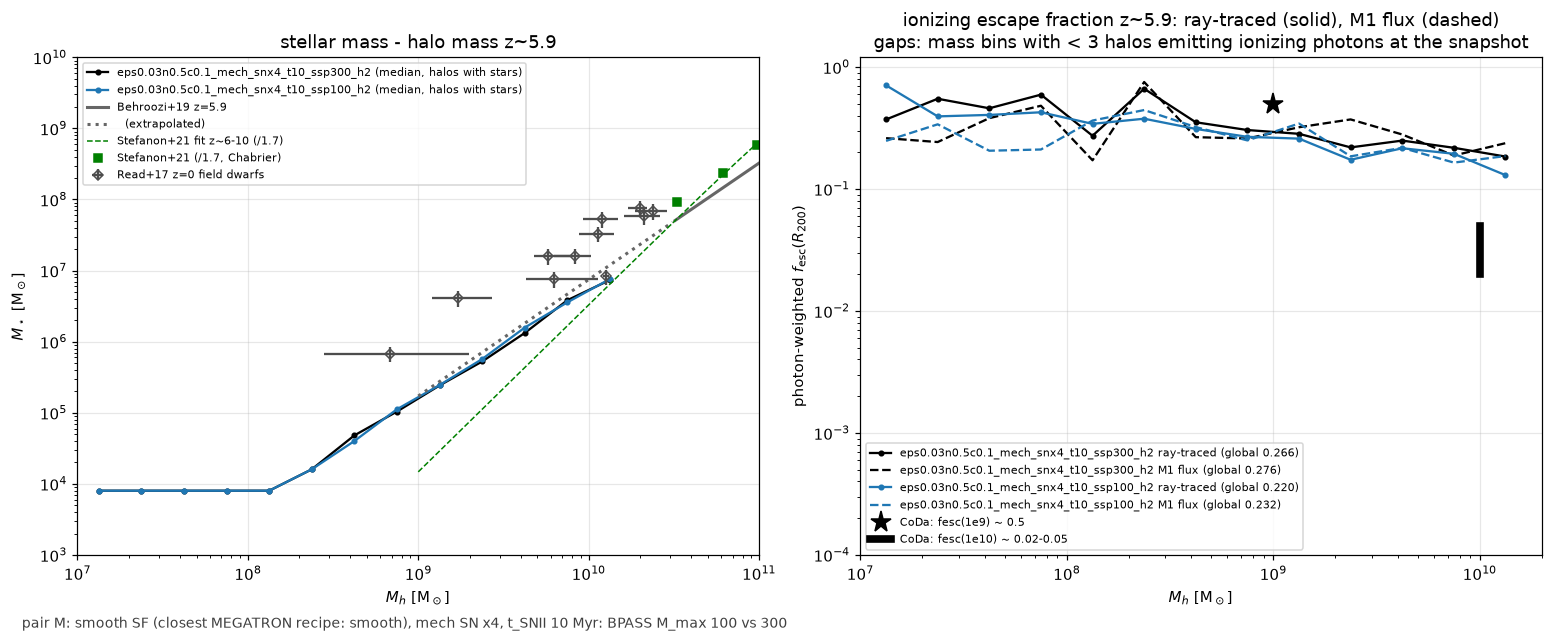 stellar mass - halo mass z~5.9
eps0.03n0.5c0.1_mech_snx4_t10_ssp300_h2 (median, halos with stars)
eps0.03n0.5c0.1_mech_snx4_t10_ssp100_h2 (median, halos with stars)
Behroozi+19 z=5.9
(extrapolated)
Stefanon+21 fit z~6-10 (/1.7)
Stefanon+21 (/1.7, Chabrier)
Read+17 z=0 field dwarfs
10^10
10^9
10^8
10^7
10^6
10^5
10^4
10^3
M⋆ [M⊙]
10^7
10^8
10^9
10^10
10^11
M_h [M⊙]
ionizing escape fraction z~5.9: ray-traced (solid), M1 flux (dashed)
gaps: mass bins with < 3 halos emitting ionizing photons at the snapshot
10^0
10^−1
10^−2
10^−3
10^−4
photon-weighted f_esc(R_200)
eps0.03n0.5c0.1_mech_snx4_t10_ssp300_h2 ray-traced (global 0.266)
eps0.03n0.5c0.1_mech_snx4_t10_ssp300_h2 M1 flux (global 0.276)
eps0.03n0.5c0.1_mech_snx4_t10_ssp100_h2 ray-traced (global 0.220)
eps0.03n0.5c0.1_mech_snx4_t10_ssp100_h2 M1 flux (global 0.232)
CoDa: fesc(1e9) ~ 0.5
CoDa: fesc(1e10) ~ 0.02-0.05
10^7
10^8
10^9
10^10
M_h [M⊙]
pair M: smooth SF (closest MEGATRON recipe: smooth), mech SN x4, t_SNII 10 Myr: BPASS M_max 100 vs 300